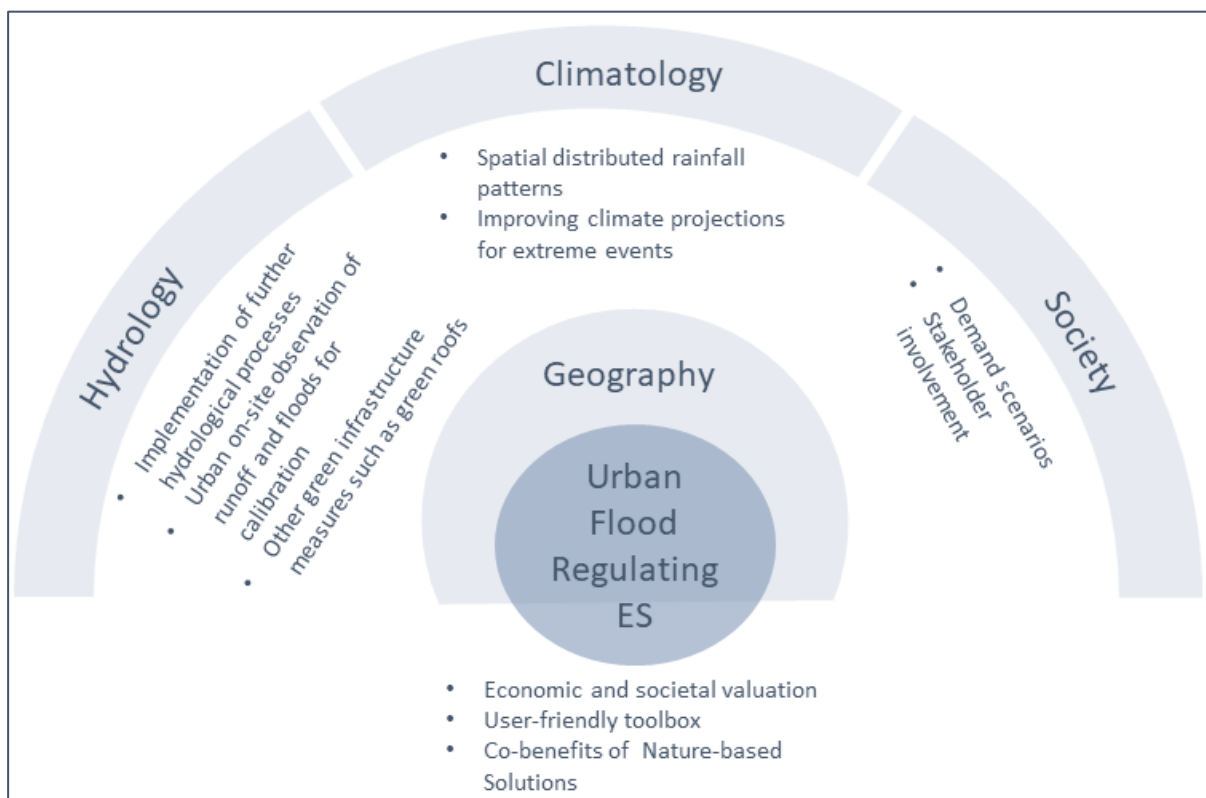 Climatology
• Spatial distributed rainfall
patterns
• Improving climate projections
for extreme events
Hydrology
• Implementation of further
hydrological processes
• Urban on-site observation of
runoff and floods for
calibration
• Other green infrastructure
measures such as green roofs
Society
• Demand scenarios
• Stakeholder
involvement
Geography
Urban
Flood
Regulating
ES
• Economic and societal valuation
• User-friendly toolbox
• Co-benefits of Nature-based
Solutions